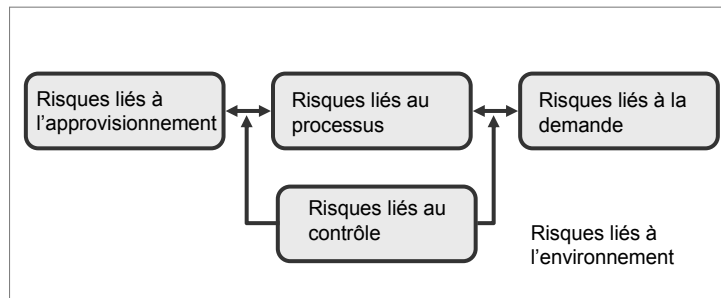 Risques liés à
l’approvisionnement
Risques liés au
processus
Risques liés à la
demande
Risques liés au
contrôle
Risques liés à
l’environnement